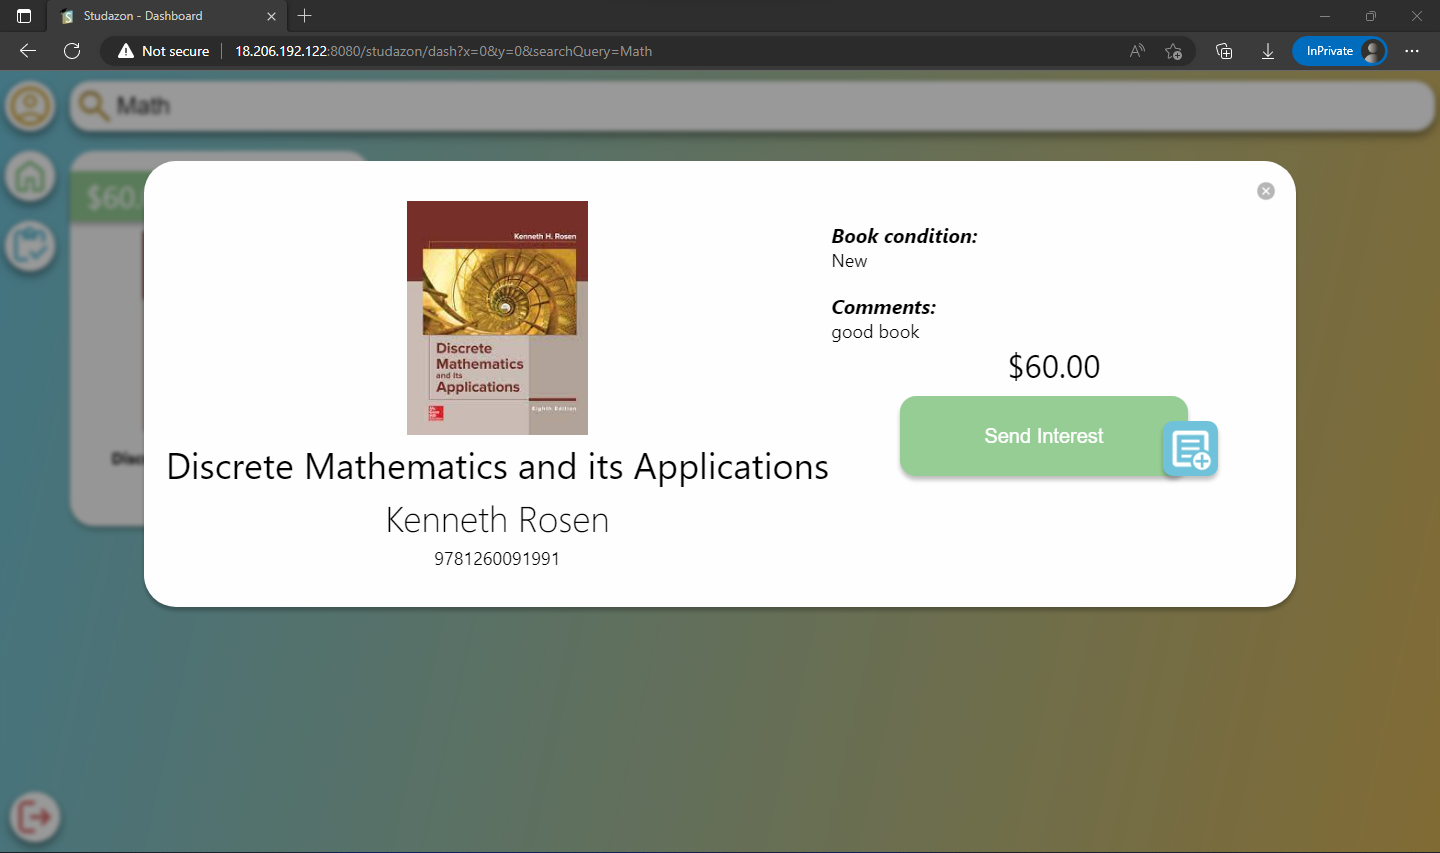 Studazon - Dashboard
Not secure
18.206.192.122:8080/studazon/dash?x=0&y=0&searchQuery=Math
InPrivate
Math
$60.
Kenneth H. Rosen
Discrete
Mathematics
and Its
Applications
Eighth Edition
Discrete Mathematics and its Applications
Kenneth Rosen
9781260091991
Book condition:
New
Comments:
good book
$60.00
Send Interest